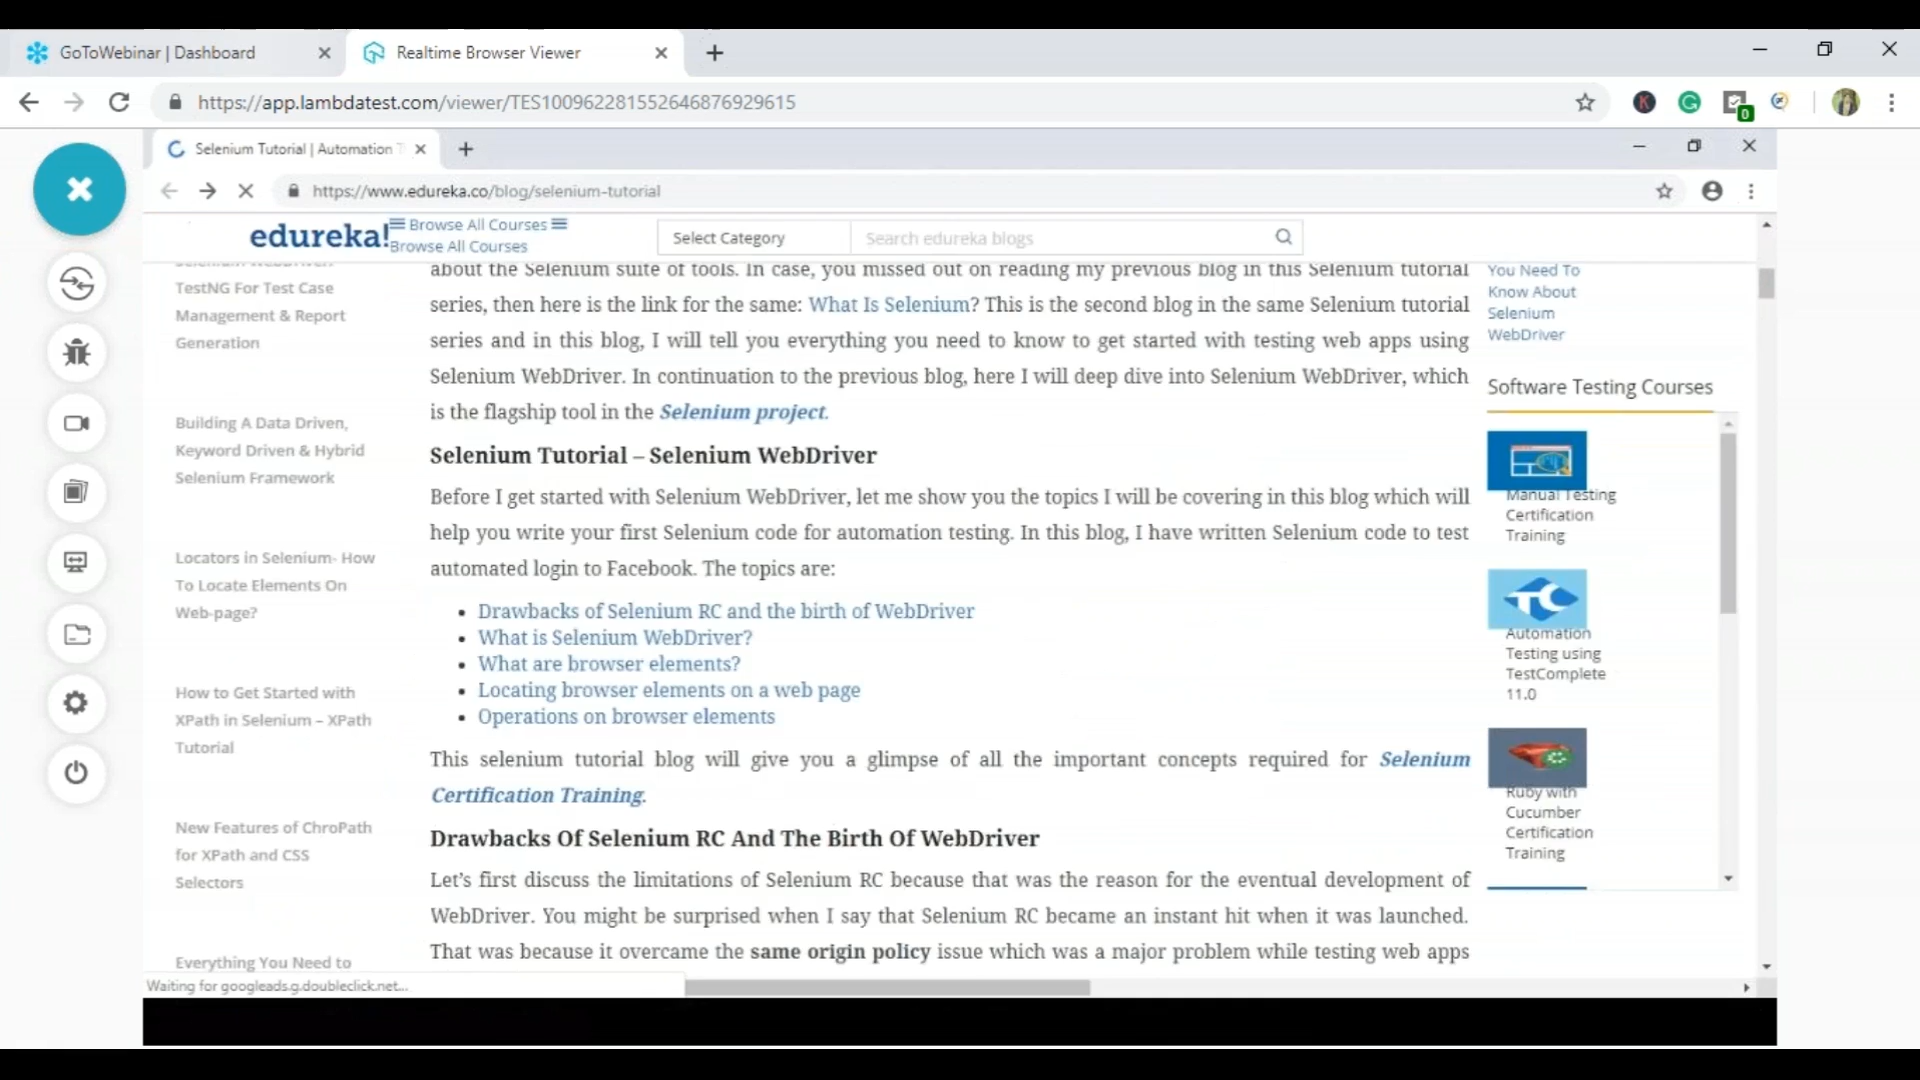 GoToWebinar | Dashboard
Realtime Browser Viewer
https://app.lambdatest.com/viewer/TES100962281552646876929615
K
0
Selenium Tutorial | Automation T
https://www.edureka.co/blog/selenium-tutorial
edureka!
Browse All Courses
Browse All Courses
Select Category
Search edureka blogs
Selenium WebDriver:
TestNG For Test Case
Management & Report
Generation
Building A Data Driven,
Keyword Driven & Hybrid
Selenium Framework
Locators in Selenium- How
To Locate Elements On
Web-page?
How to Get Started with
XPath in Selenium – XPath
Tutorial
New Features of ChroPath
for XPath and CSS
Selectors
Everything You Need to
about the Selenium suite of tools. In case, you missed out on reading my previous blog in this Selenium tutorial
series, then here is the link for the same: What Is Selenium? This is the second blog in the same Selenium tutorial
series and in this blog, I will tell you everything you need to know to get started with testing web apps using
Selenium WebDriver. In continuation to the previous blog, here I will deep dive into Selenium WebDriver, which
is the flagship tool in the Selenium project.
Selenium Tutorial – Selenium WebDriver
Before I get started with Selenium WebDriver, let me show you the topics I will be covering in this blog which will
help you write your first Selenium code for automation testing. In this blog, I have written Selenium code to test
automated login to Facebook. The topics are:
• Drawbacks of Selenium RC and the birth of WebDriver
• What is Selenium WebDriver?
• What are browser elements?
• Locating browser elements on a web page
• Operations on browser elements
This selenium tutorial blog will give you a glimpse of all the important concepts required for Selenium
Certification Training.
Drawbacks Of Selenium RC And The Birth Of WebDriver
Let's first discuss the limitations of Selenium RC because that was the reason for the eventual development of
WebDriver. You might be surprised when I say that Selenium RC became an instant hit when it was launched.
That was because it overcame the same origin policy issue which was a major problem while testing web apps
You Need To
Know About
Selenium
WebDriver
Software Testing Courses
Manual Testing
Certification
Training
TC
Automation
Testing using
TestComplete
11.0
Ruby with
Cucumber
Certification
Training
Waiting for googleads.g.doubleclick.net...